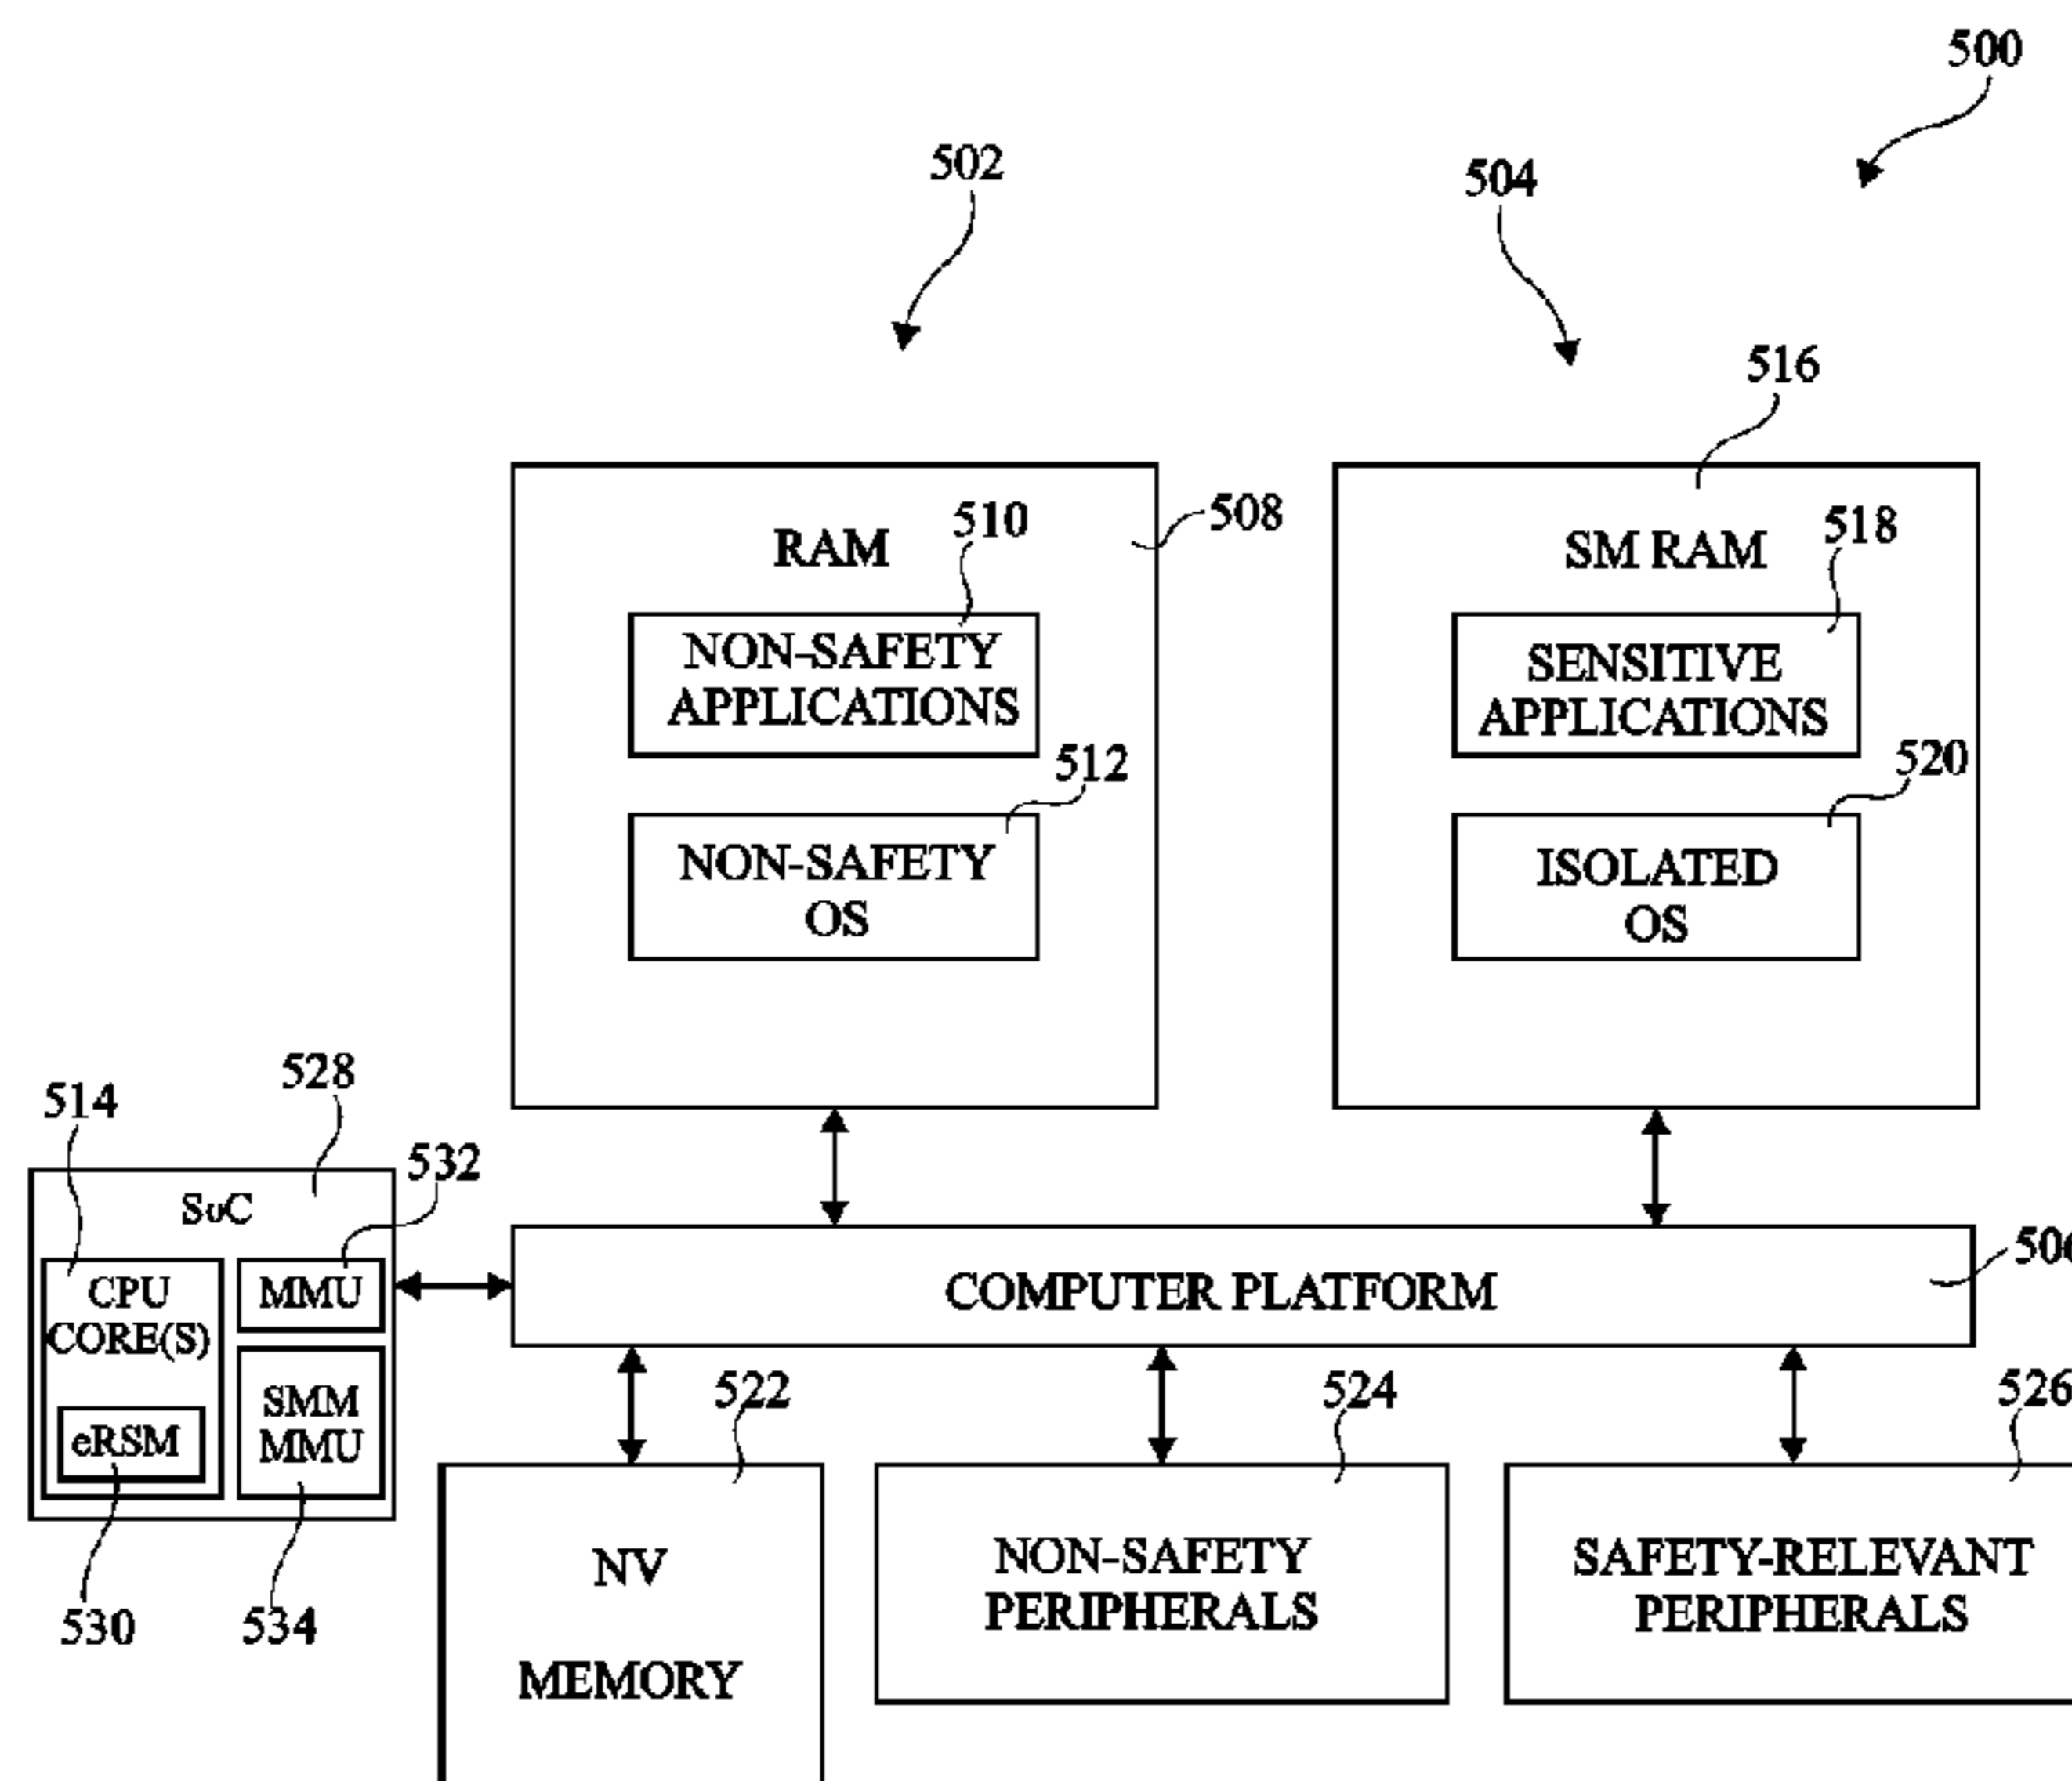 500
502
504
516
RAM
510
508
SM RAM
518
NON-SAFETY
APPLICATIONS
SENSITIVE
APPLICATIONS
512
520
NON-SAFETY
OS
ISOLATED
OS
528
514
532
SoC
CPU
CORE(S)
MMU
COMPUTER PLATFORM
SMM
MMU
eRSM
522
524
526
530
534
NV
MEMORY
NON-SAFETY
PERIPHERALS
SAFETY-RELEVANT
PERIPHERALS